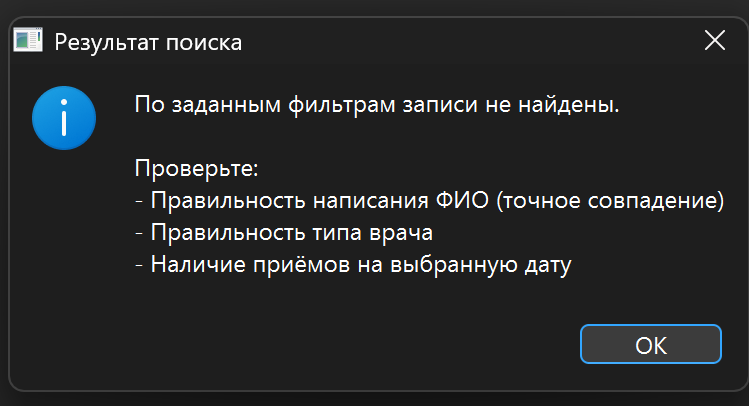 Результат поиска
По заданным фильтрам записи не найдены.
Проверьте:
- Правильность написания ФИО (точное совпадение)
- Правильность типа врача
- Наличие приёмов на выбранную дату
OK